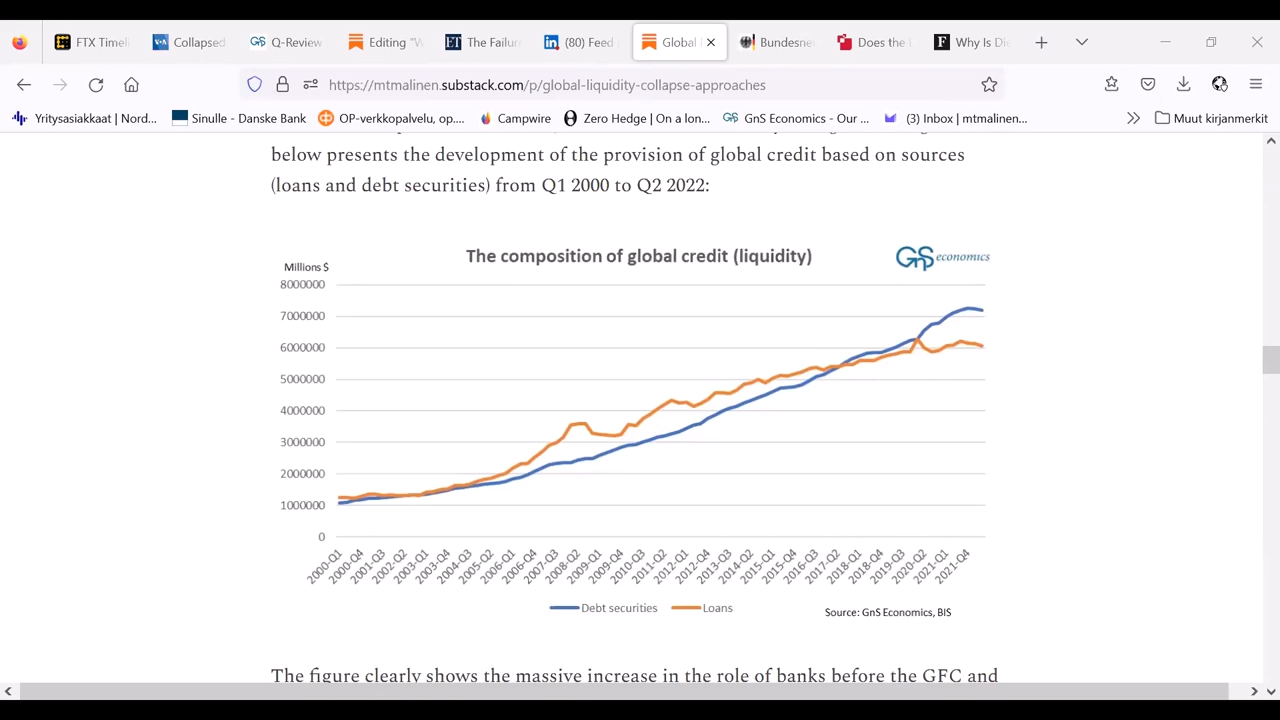 FTX Timeli
Collapsed
Q-Review
Editing "W
The Failure
(80) Feed
Global
Bundesne
Does the
Why Is Di
https://mtmalinen.substack.com/p/global-liquidity-collapse-approaches
Yritysasiakkaat | Nord...
Sinulle - Danske Bank
OP-verkkopalvelu, op....
Campwire
Zero Hedge | On a lon...
GnS Economics - Our ...
(3) Inbox | mtmalinen...
Muut kirjanmerkit
below presents the development of the provision of global credit based on sources
(loans and debt securities) from Q1 2000 to Q2 2022:
The composition of global credit (liquidity)
GnS economics
Millions $
8000000
7000000
6000000
5000000
4000000
3000000
2000000
1000000
0
2000-Q1
2000-Q4
2001-Q3
2002-Q2
2003-Q1
2003-Q4
2004-Q3
2005-Q2
2006-Q1
2006-Q4
2007-Q3
2008-Q2
2009-Q1
2009-Q4
2010-Q3
2011-Q2
2012-Q1
2012-Q4
2013-Q3
2014-Q2
2015-Q1
2015-Q4
2016-Q3
2017-Q2
2018-Q1
2018-Q4
2019-Q3
2020-Q2
2021-Q1
2021-Q4
Debt securities
Loans
Source: GnS Economics, BIS
The figure clearly shows the massive increase in the role of banks before the GFC and